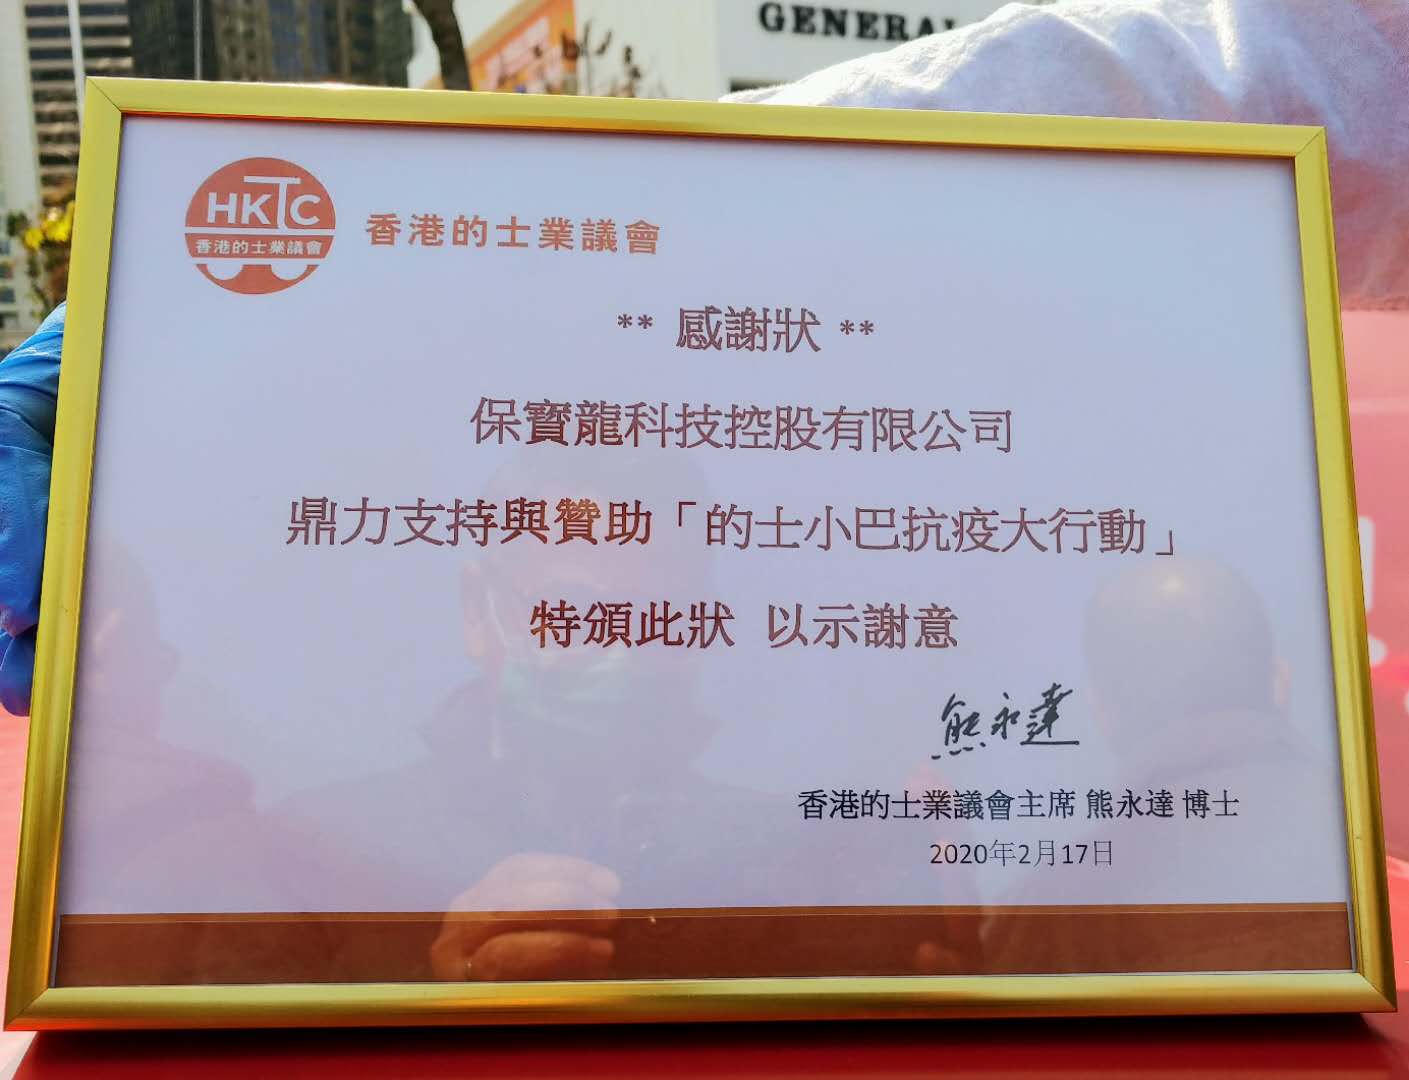 GENERA
HKTC
香港的士業議會
香港的士業議會
** 感謝狀 **
保寳龍科技控股有限公司
鼎力支持與贊助「的士小巴抗疫大行動」
特頒此狀 以示謝意
熊永達
香港的士業議會主席 熊永達 博士
2020年2月17日